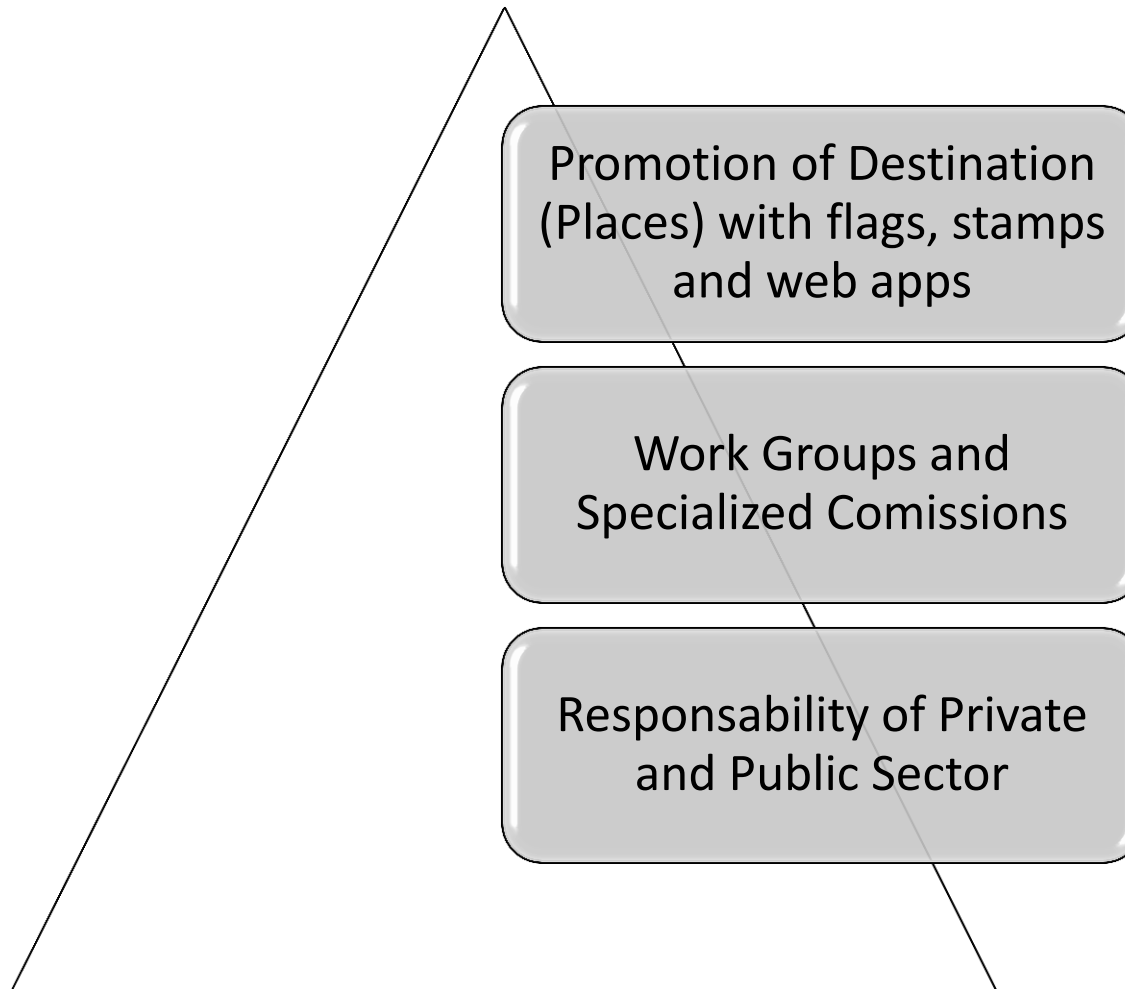 Promotion of Destination
(Places) with flags, stamps
and web apps
Work Groups and
Specialized Comissions
Responsability of Private
and Public Sector